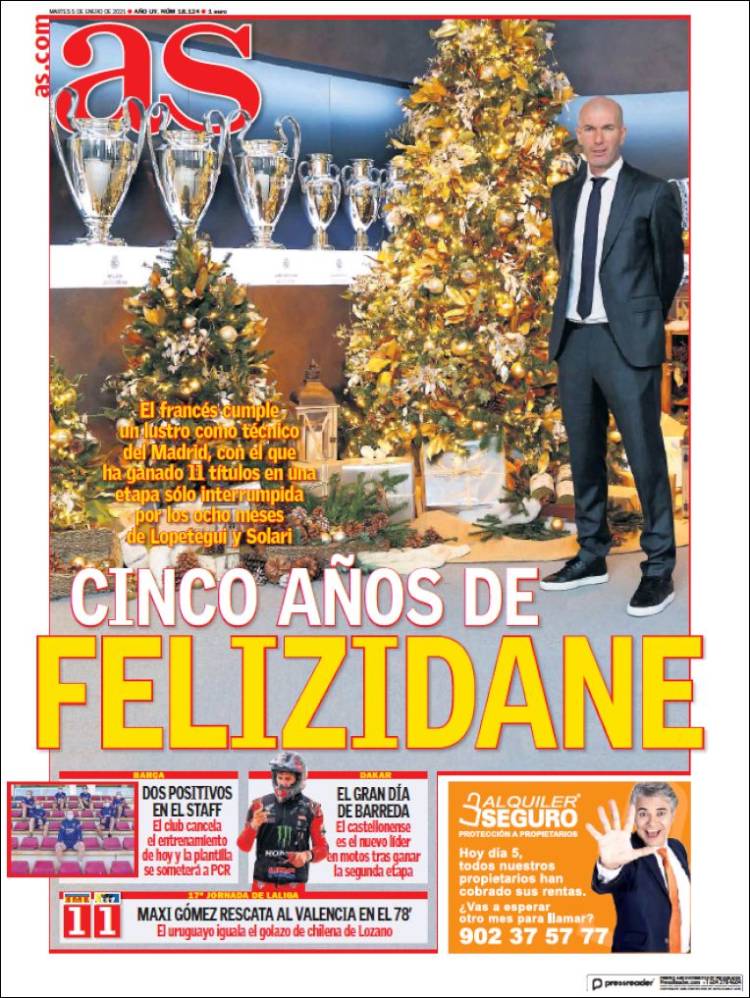 MARTES 5 DE ENERO DE 2021 • AÑO LIV. NÚM 18.124 • 1 euro
as.com
as
El francés cumple
un lustro como técnico
del Madrid, con él que
ha ganado 11 títulos en una
etapa sólo interrumpida
por los ocho meses
de Lopetegui y Solari
CINCO AÑOS DE
FELIZIDANE
BARÇA
DOS POSITIVOS
EN EL STAFF
El club cancela
el entrenamiento
de hoy y la plantilla
se someterá a PCR
DAKAR
EL GRAN DÍA
DE BARREDA
El castellonense
es el nuevo líder
en motos tras ganar
la segunda etapa
17ª JORNADA DE LALIGA
1 1
MAXI GÓMEZ RESCATA AL VALENCIA EN EL 78'
El uruguayo iguala el golazo de chilena de Lozano
ALQUILER
SEGURO
PROTECCIÓN A PROPIETARIOS
Hoy día 5,
todos nuestros
propietarios han
cobrado sus rentas.
¿Vas a esperar
otro mes para llamar?
902 37 57 77
pressreader